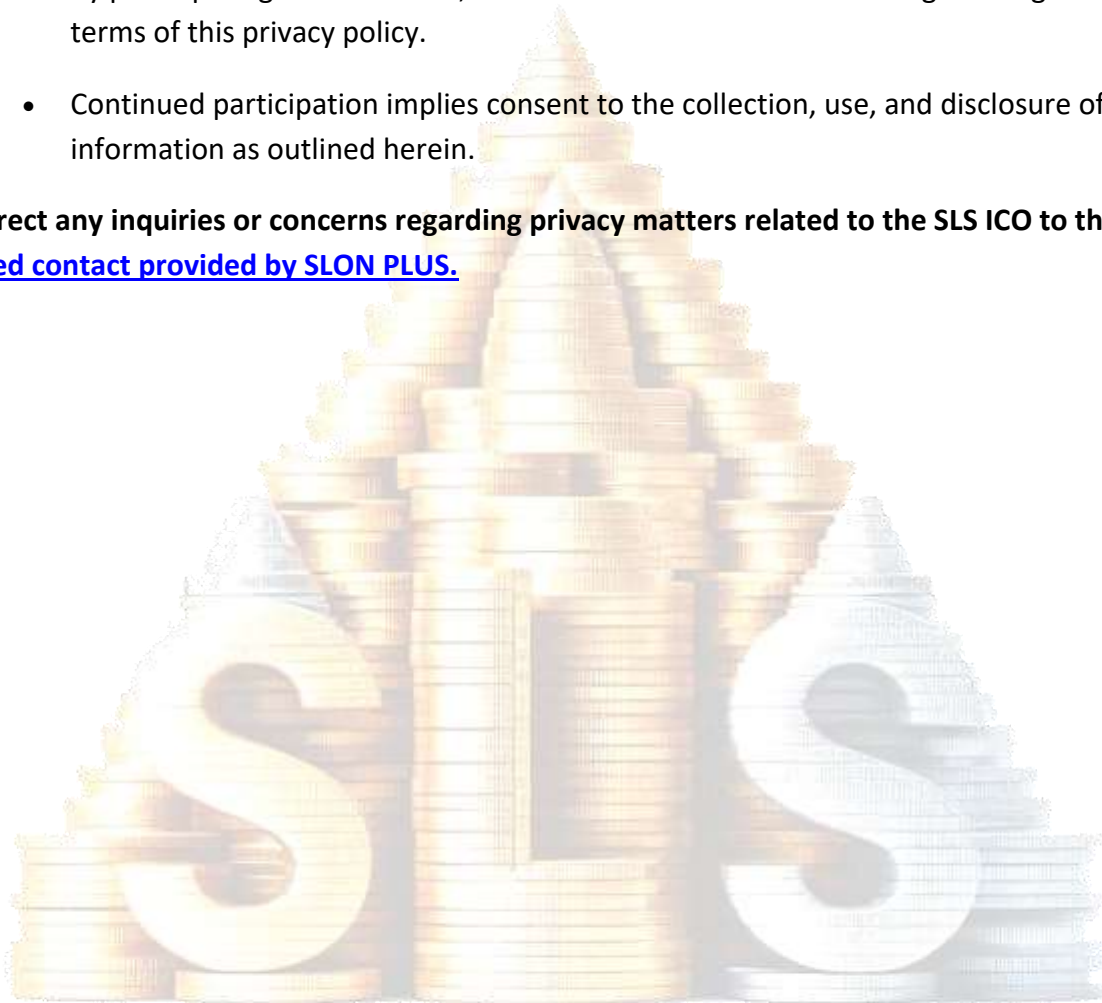 terms of this privacy policy.
• Continued participation implies consent to the collection, use, and disclosure of
information as outlined herein.
rect any inquiries or concerns regarding privacy matters related to the SLS ICO to th
ed contact provided by SLON PLUS.
SLS